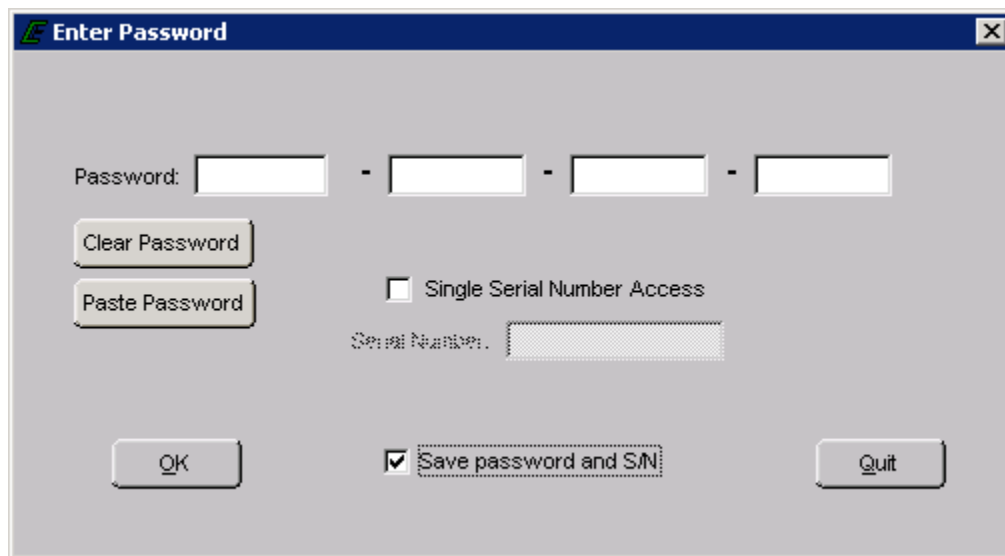 Enter Password
Password: - - -
Clear Password
Paste Password
Single Serial Number Access
Serial Number:
OK
Save password and S/N
Quit